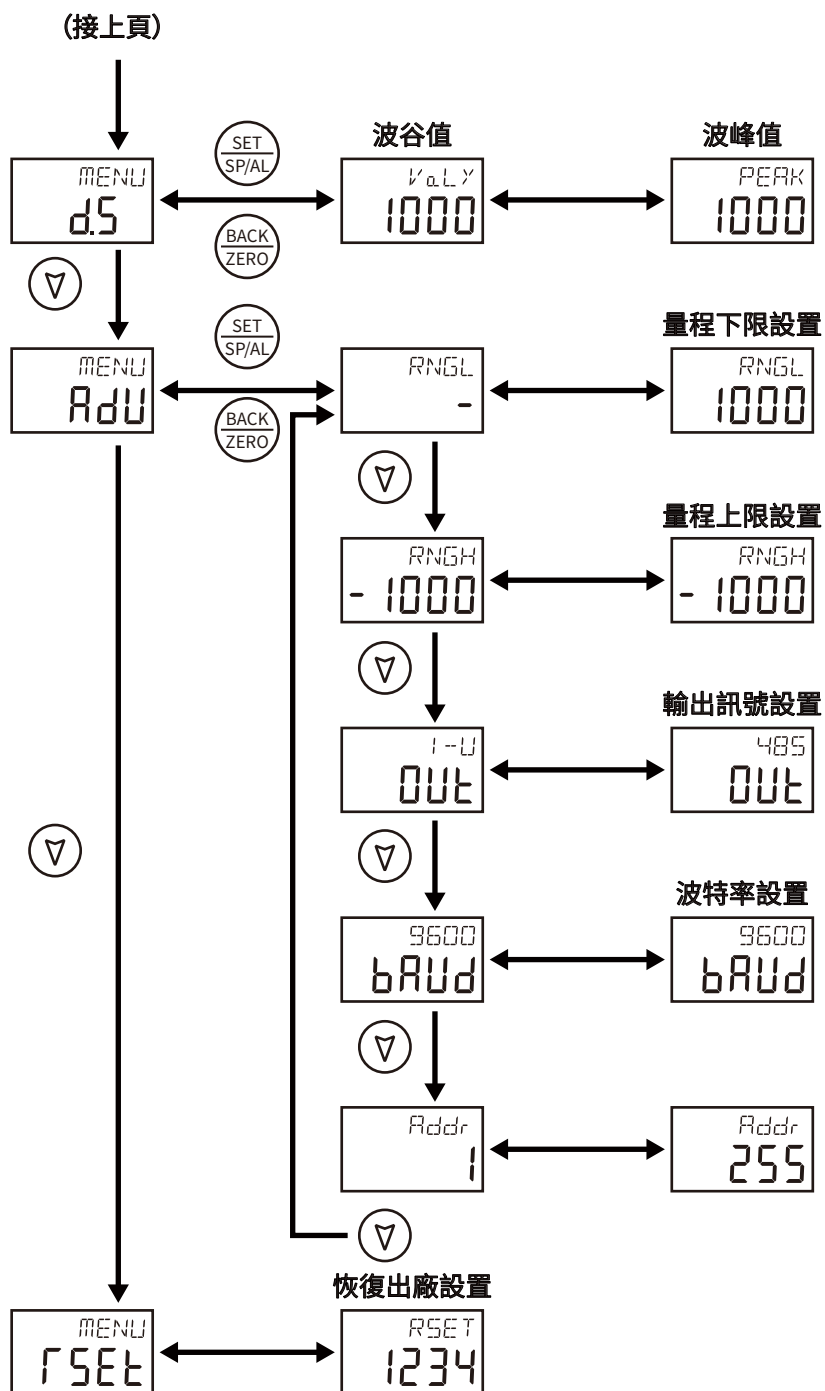 (接上頁)
SET
SP/AL
波谷值
波峰值
MENU
d.S
VaLY
1000
PEAK
1000
BACK
ZERO
SET
SP/AL
量程下限設置
MENU
AdU
RNGL
-
RNGL
1000
BACK
ZERO
量程上限設置
RNGH
- 1000
RNGH
- 1000
輸出訊號設置
1--U
OUt
485
OUt
波特率設置
9600
bAUd
9600
bAUd
Addr
1
Addr
255
恢復出廠設置
MENU
rSEt
RSET
1234